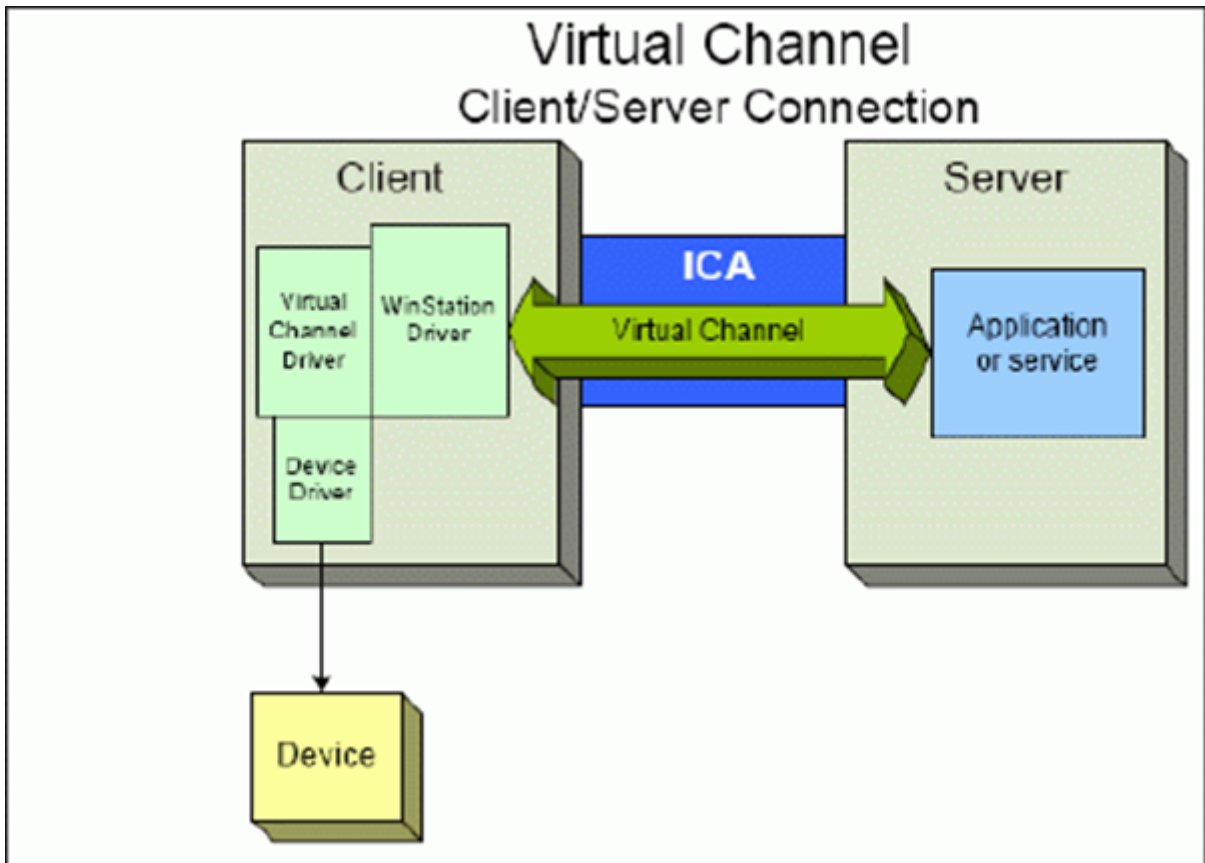 Virtual Channel
Client/Server Connection
Client
Server
ICA
Virtual
Channel
Driver
WinStation
Driver
Virtual Channel
Application
or service
Device
Driver
Device